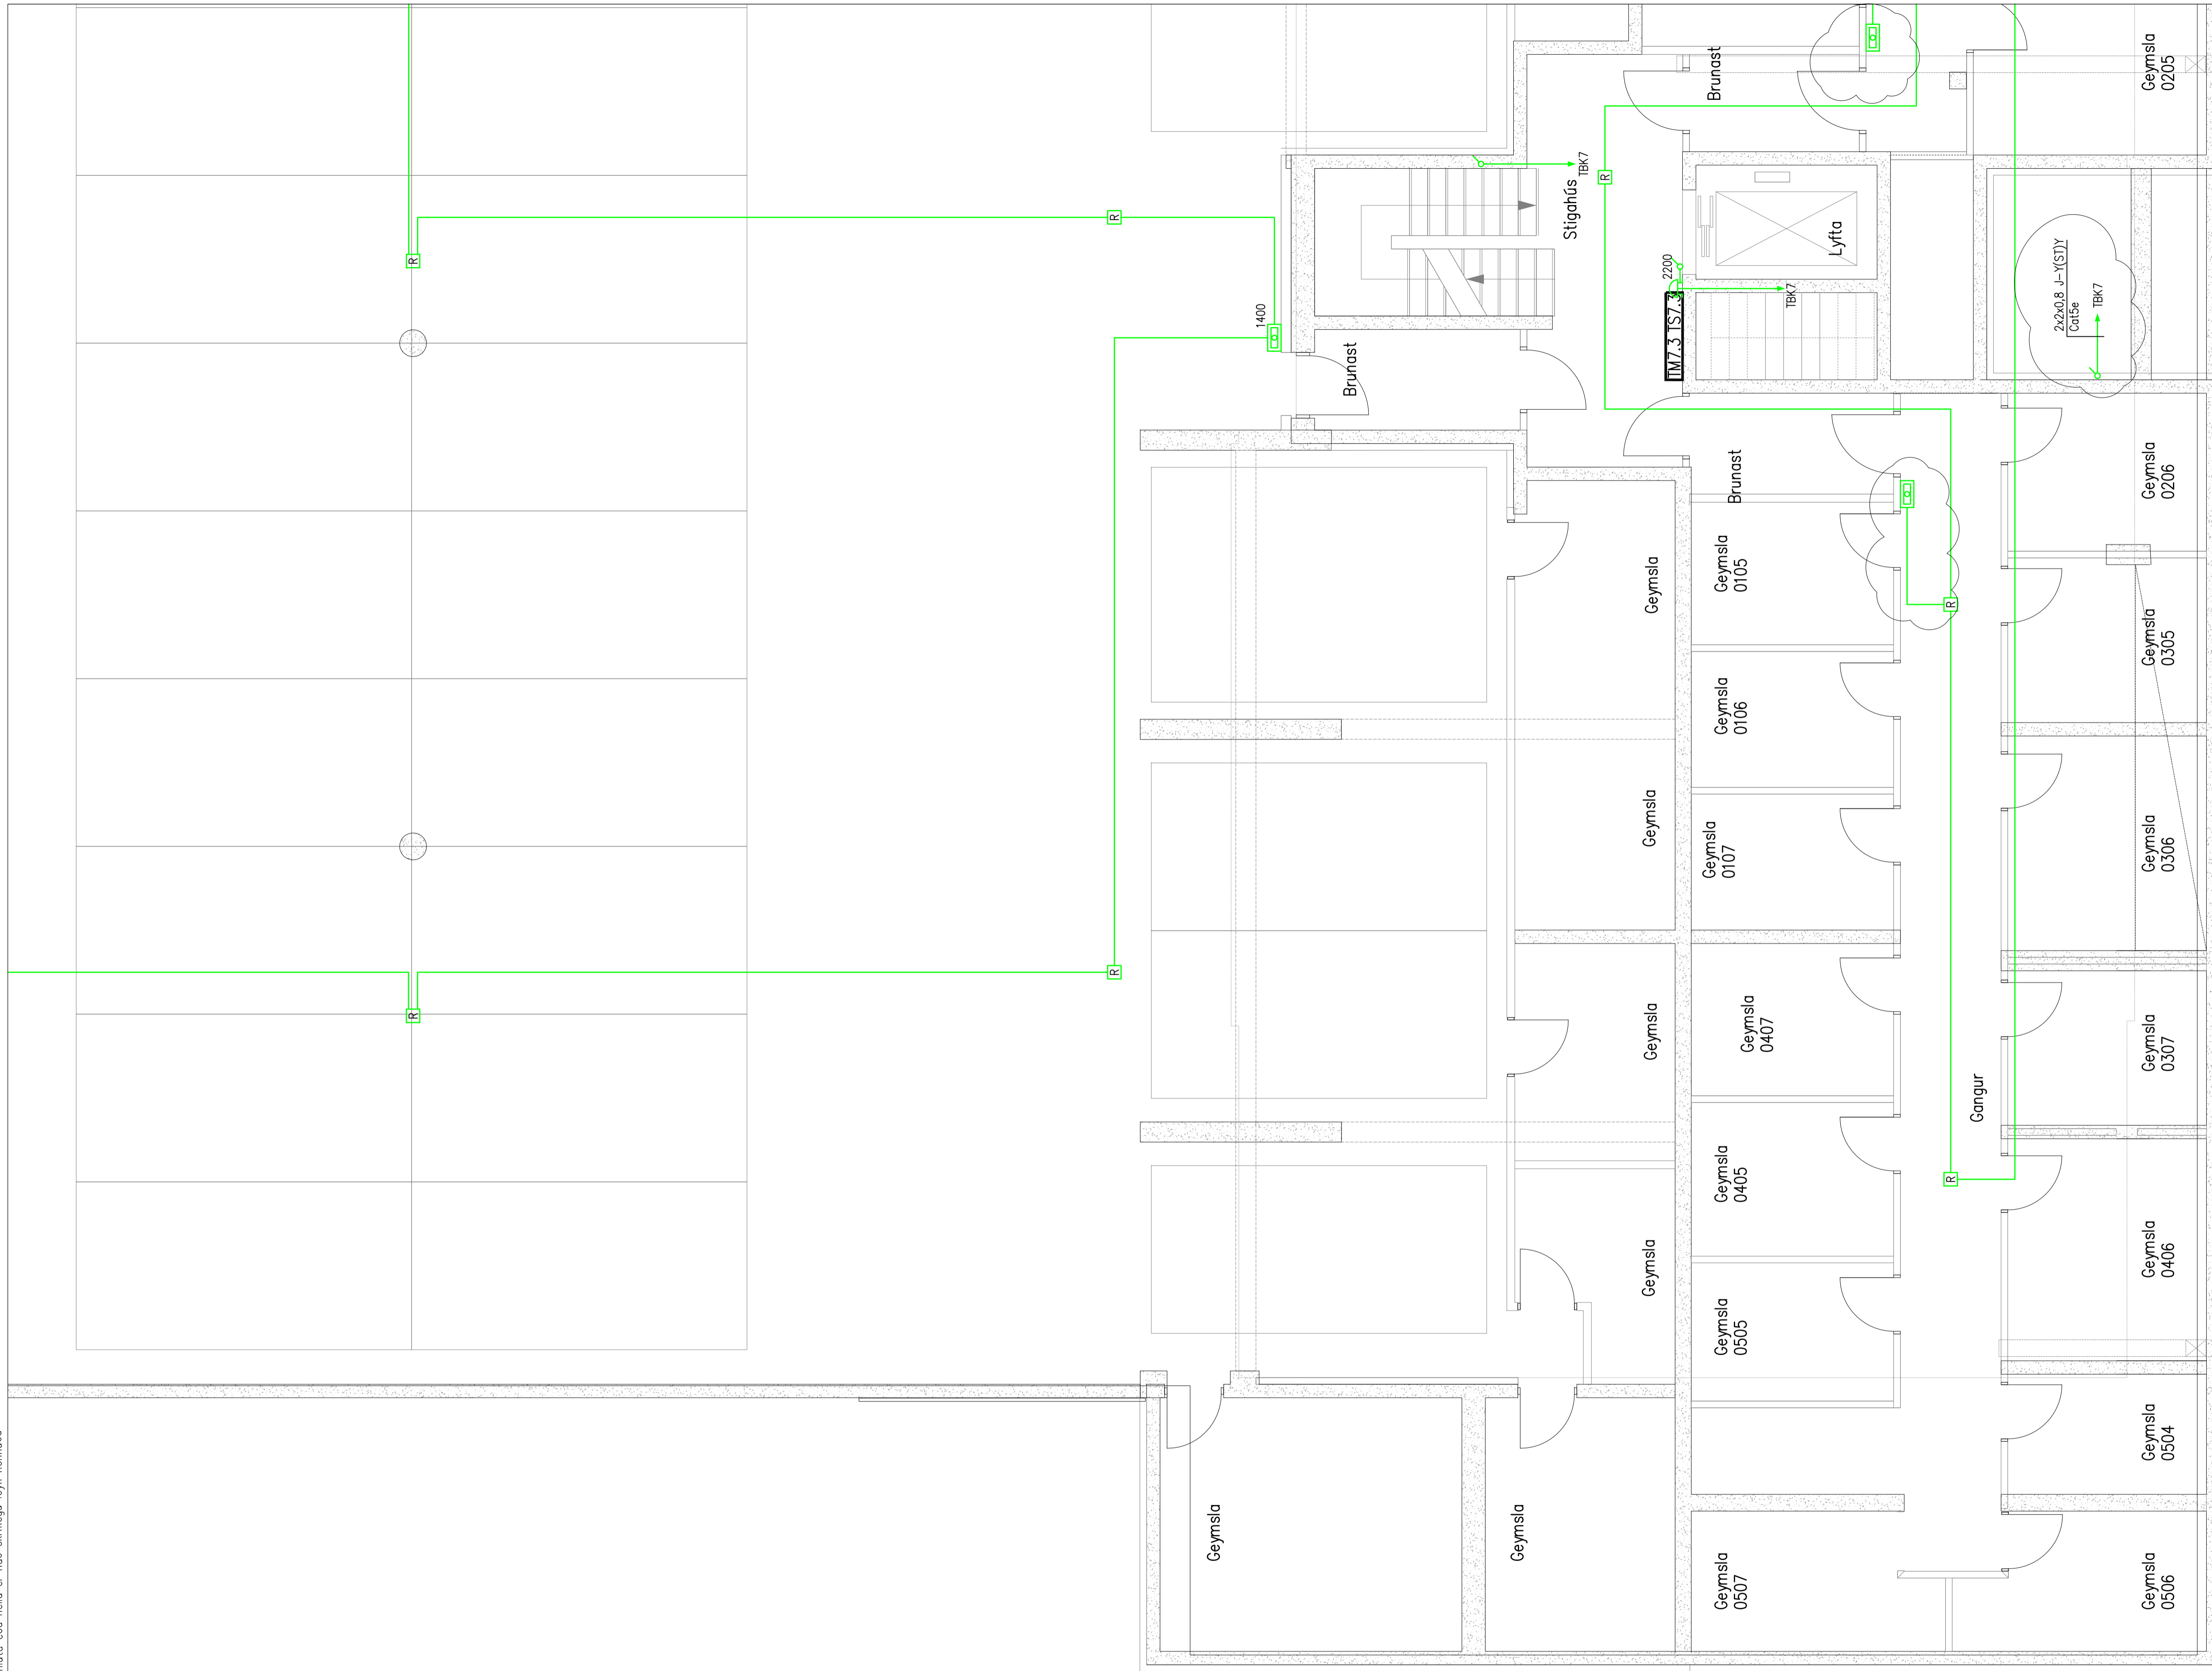 R
R
1400
R
R
Brunast
Stigahús
TBK7
R
Brunast
2200
TM7.3 TS7.3
TBK7
Lyfta
Geymsla
0205
2x2x0,8 J-Y(ST)Y
Cat5e
TBK7
Brunast
Geymsla
0206
Geymsla
Geymsla
0105
R
Geymsla
0305
Geymsla
0106
Geymsla
Geymsla
0107
Geymsla
0306
R
Geymsla
Geymsla
0407
Geymsla
0307
Gangur
R
Geymsla
0405
Geymsla
Geymsla
0505
Geymsla
0406
Geymsla
0504
Geymsla
Geymsla
Geymsla
0507
Geymsla
0506